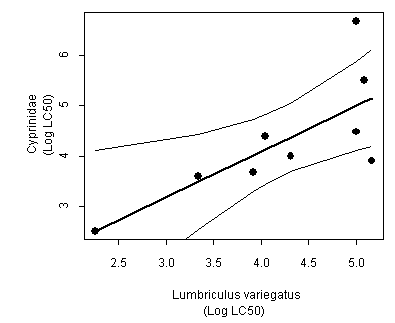 6
5
4
3
Cyprinidae
(Log LC50)
2.5 3.0 3.5 4.0 4.5 5.0
Lumbriculus variegatus
(Log LC50)